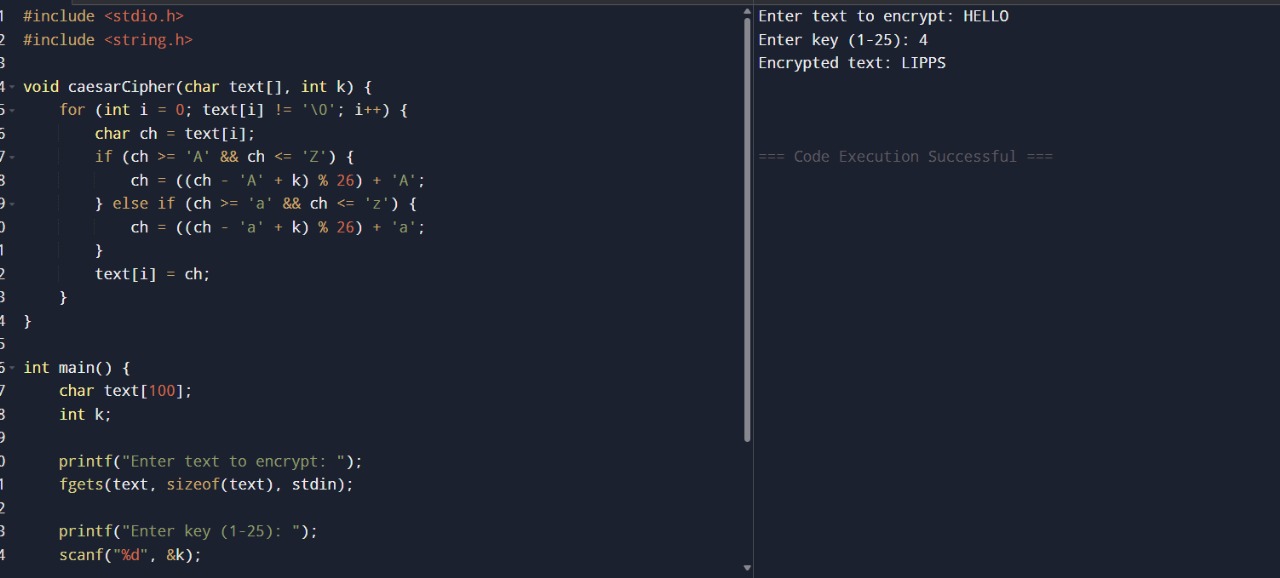 1 #include <stdio.h>
2 #include <string.h>
3
4 void caesarCipher(char text[], int k) {
5     for (int i = 0; text[i] != '\0'; i++) {
6         char ch = text[i];
7         if (ch >= 'A' && ch <= 'Z') {
8             ch = ((ch - 'A' + k) % 26) + 'A';
9         } else if (ch >= 'a' && ch <= 'z') {
0             ch = ((ch - 'a' + k) % 26) + 'a';
1         }
2         text[i] = ch;
3     }
4 }
5
6 int main() {
7     char text[100];
8     int k;
9
0     printf("Enter text to encrypt: ");
1     fgets(text, sizeof(text), stdin);
2
3     printf("Enter key (1-25): ");
4     scanf("%d", &k);
Enter text to encrypt: HELLO
Enter key (1-25): 4
Encrypted text: LIPPS
=== Code Execution Successful ===